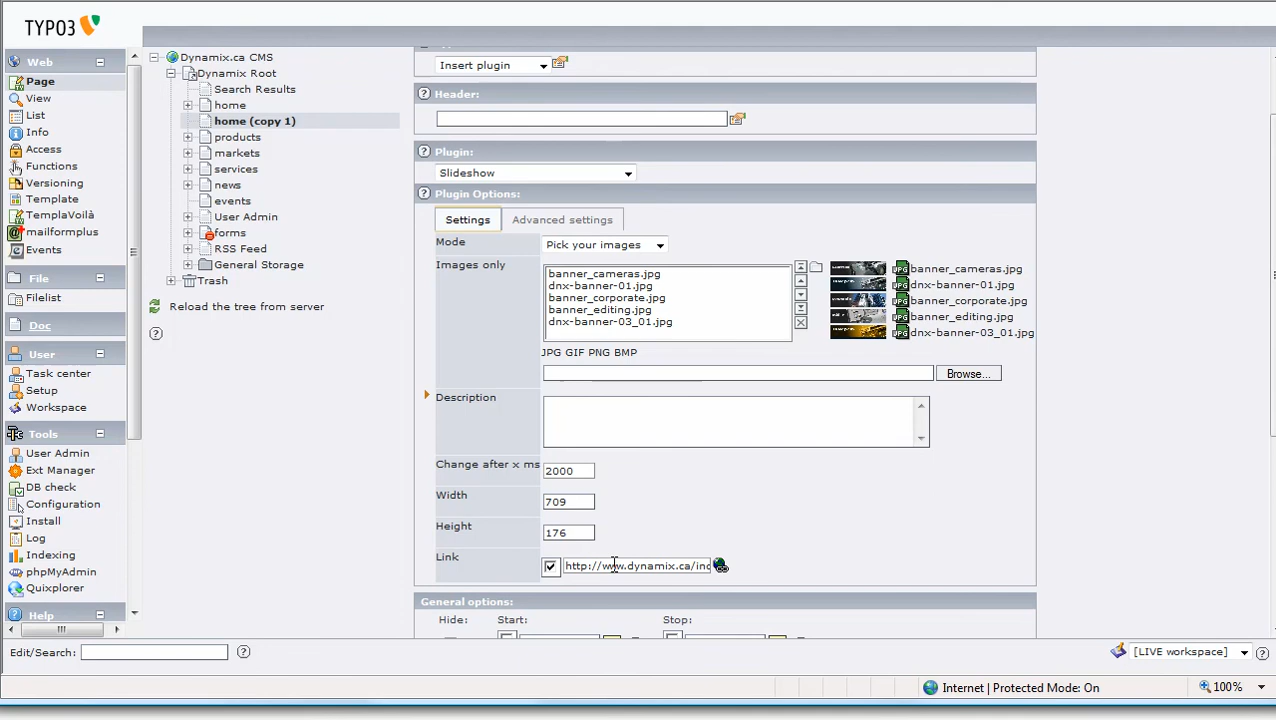 TYPO3
Web
Page
View
List
Info
Access
Functions
Versioning
Template
TemplaVoilà
mailformplus
Events
File
Filelist
Doc
User
Task center
Setup
Workspace
Tools
User Admin
Ext Manager
DB check
Configuration
Install
Log
Indexing
phpMyAdmin
Quixplorer
Help
Dynamix.ca CMS
Dynamix Root
Search Results
home
home (copy 1)
products
markets
services
news
events
User Admin
forms
RSS Feed
General Storage
Trash
Reload the tree from server
Insert plugin
Header:
Plugin:
Slideshow
Plugin Options:
Settings
Advanced settings
Mode
Pick your images
Images only
banner_cameras.jpg
dnx-banner-01.jpg
banner_corporate.jpg
banner_editing.jpg
dnx-banner-03_01.jpg
JPG
banner_cameras.jpg
JPG
dnx-banner-01.jpg
JPG
banner_corporate.jpg
JPG
banner_editing.jpg
JPG
dnx-banner-03_01.jpg
JPG GIF PNG BMP
Browse...
Description
Change after x ms
2000
Width
709
Height
176
Link
http://www.dynamix.ca/ind
General options:
Hide:
Start:
Stop:
Edit/Search:
[LIVE workspace]
Internet | Protected Mode: On
100%